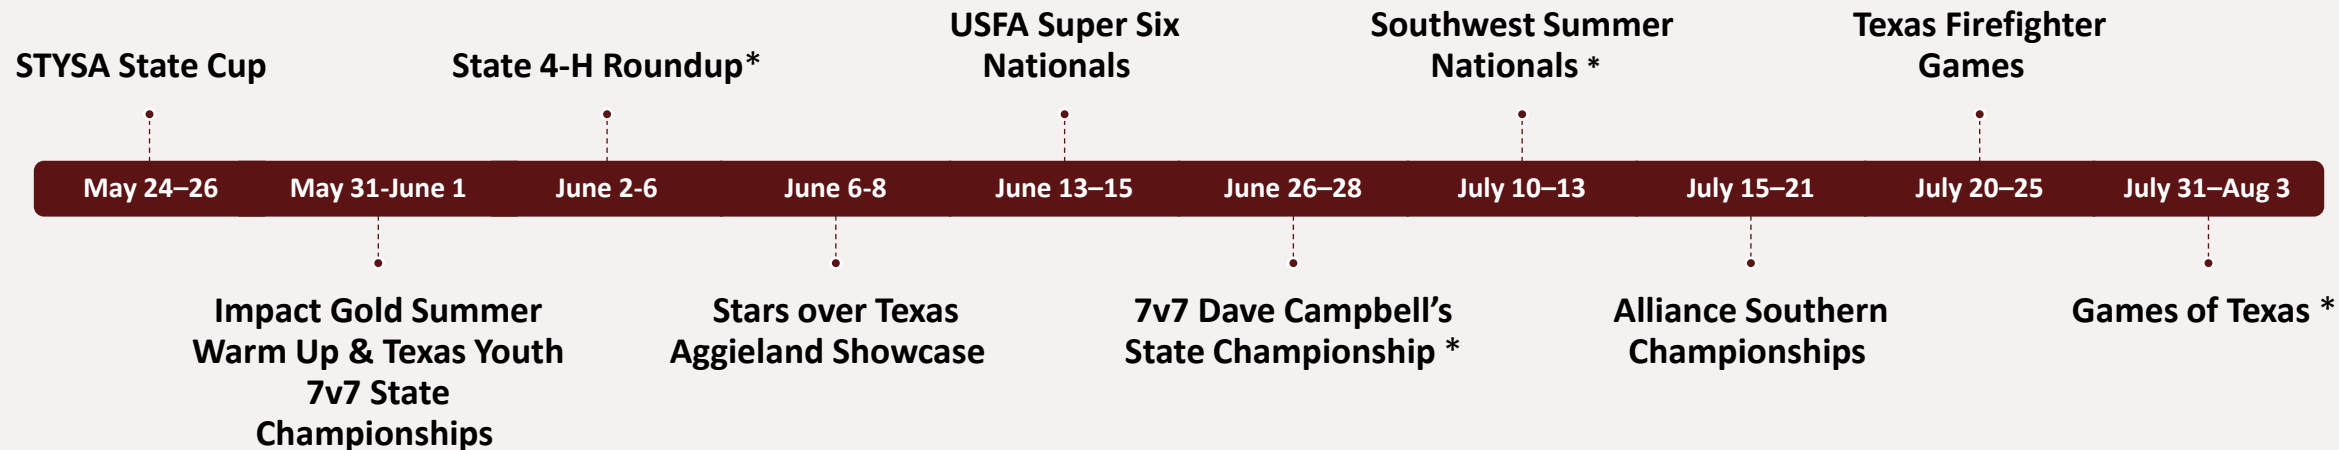 STYSA State Cup
State 4-H Roundup*
USFA Super Six
Nationals
Southwest Summer
Nationals *
Texas Firefighter
Games
May 24–26
May 31-June 1
June 2-6
June 6-8
June 13–15
June 26–28
July 10–13
July 15–21
July 20–25
July 31–Aug 3
Impact Gold Summer
Warm Up & Texas Youth
7v7 State
Championships
Stars over Texas
Aggieland Showcase
7v7 Dave Campbell’s
State Championship *
Alliance Southern
Championships
Games of Texas *